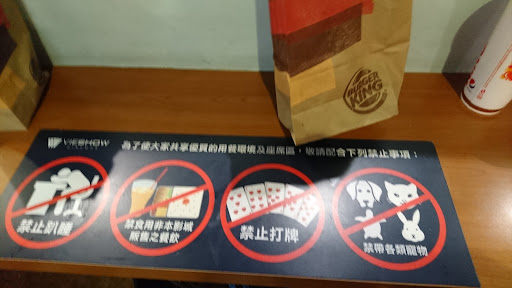 BURGER
KING
VIESHOW
為了使大家共享優質的用餐環境及座席區，敬請配合下列禁止事項：
禁止趴睡
禁食用非本影城
販售之餐飲
禁止打牌
禁帶各類寵物